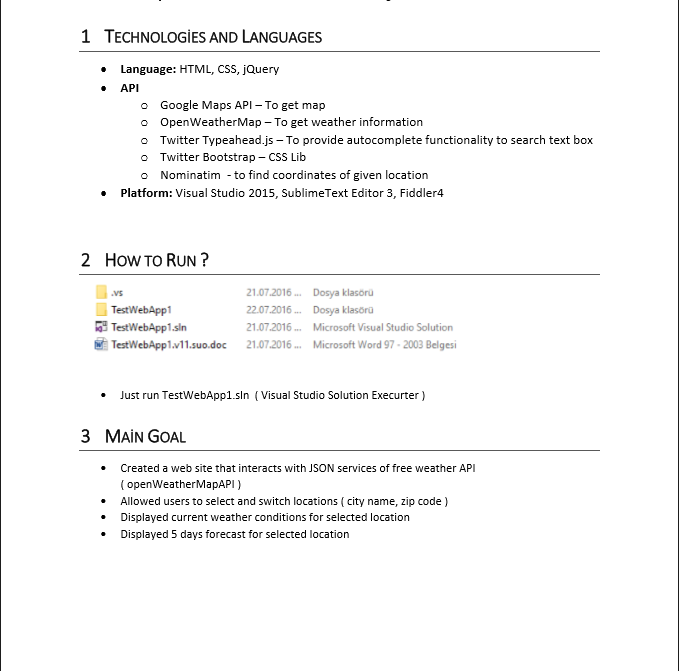 1 TECHNOLOGİES AND LANGUAGES
• Language: HTML, CSS, jQuery
• API
o Google Maps API – To get map
o OpenWeatherMap – To get weather information
o Twitter Typeahead.js – To provide autocomplete functionality to search text box
o Twitter Bootstrap – CSS Lib
o Nominatim - to find coordinates of given location
• Platform: Visual Studio 2015, SublimeText Editor 3, Fiddler4
2 HOW TO RUN ?
.vs 21.07.2016 ... Dosya klasörü
TestWebApp1 22.07.2016 ... Dosya klasörü
TestWebApp1.sln 21.07.2016 ... Microsoft Visual Studio Solution
TestWebApp1.v11.suo.doc 21.07.2016 ... Microsoft Word 97 - 2003 Belgesi
• Just run TestWebApp1.sln ( Visual Studio Solution Execurter )
3 MAİN GOAL
• Created a web site that interacts with JSON services of free weather API
( openWeatherMapAPI )
• Allowed users to select and switch locations ( city name, zip code )
• Displayed current weather conditions for selected location
• Displayed 5 days forecast for selected location